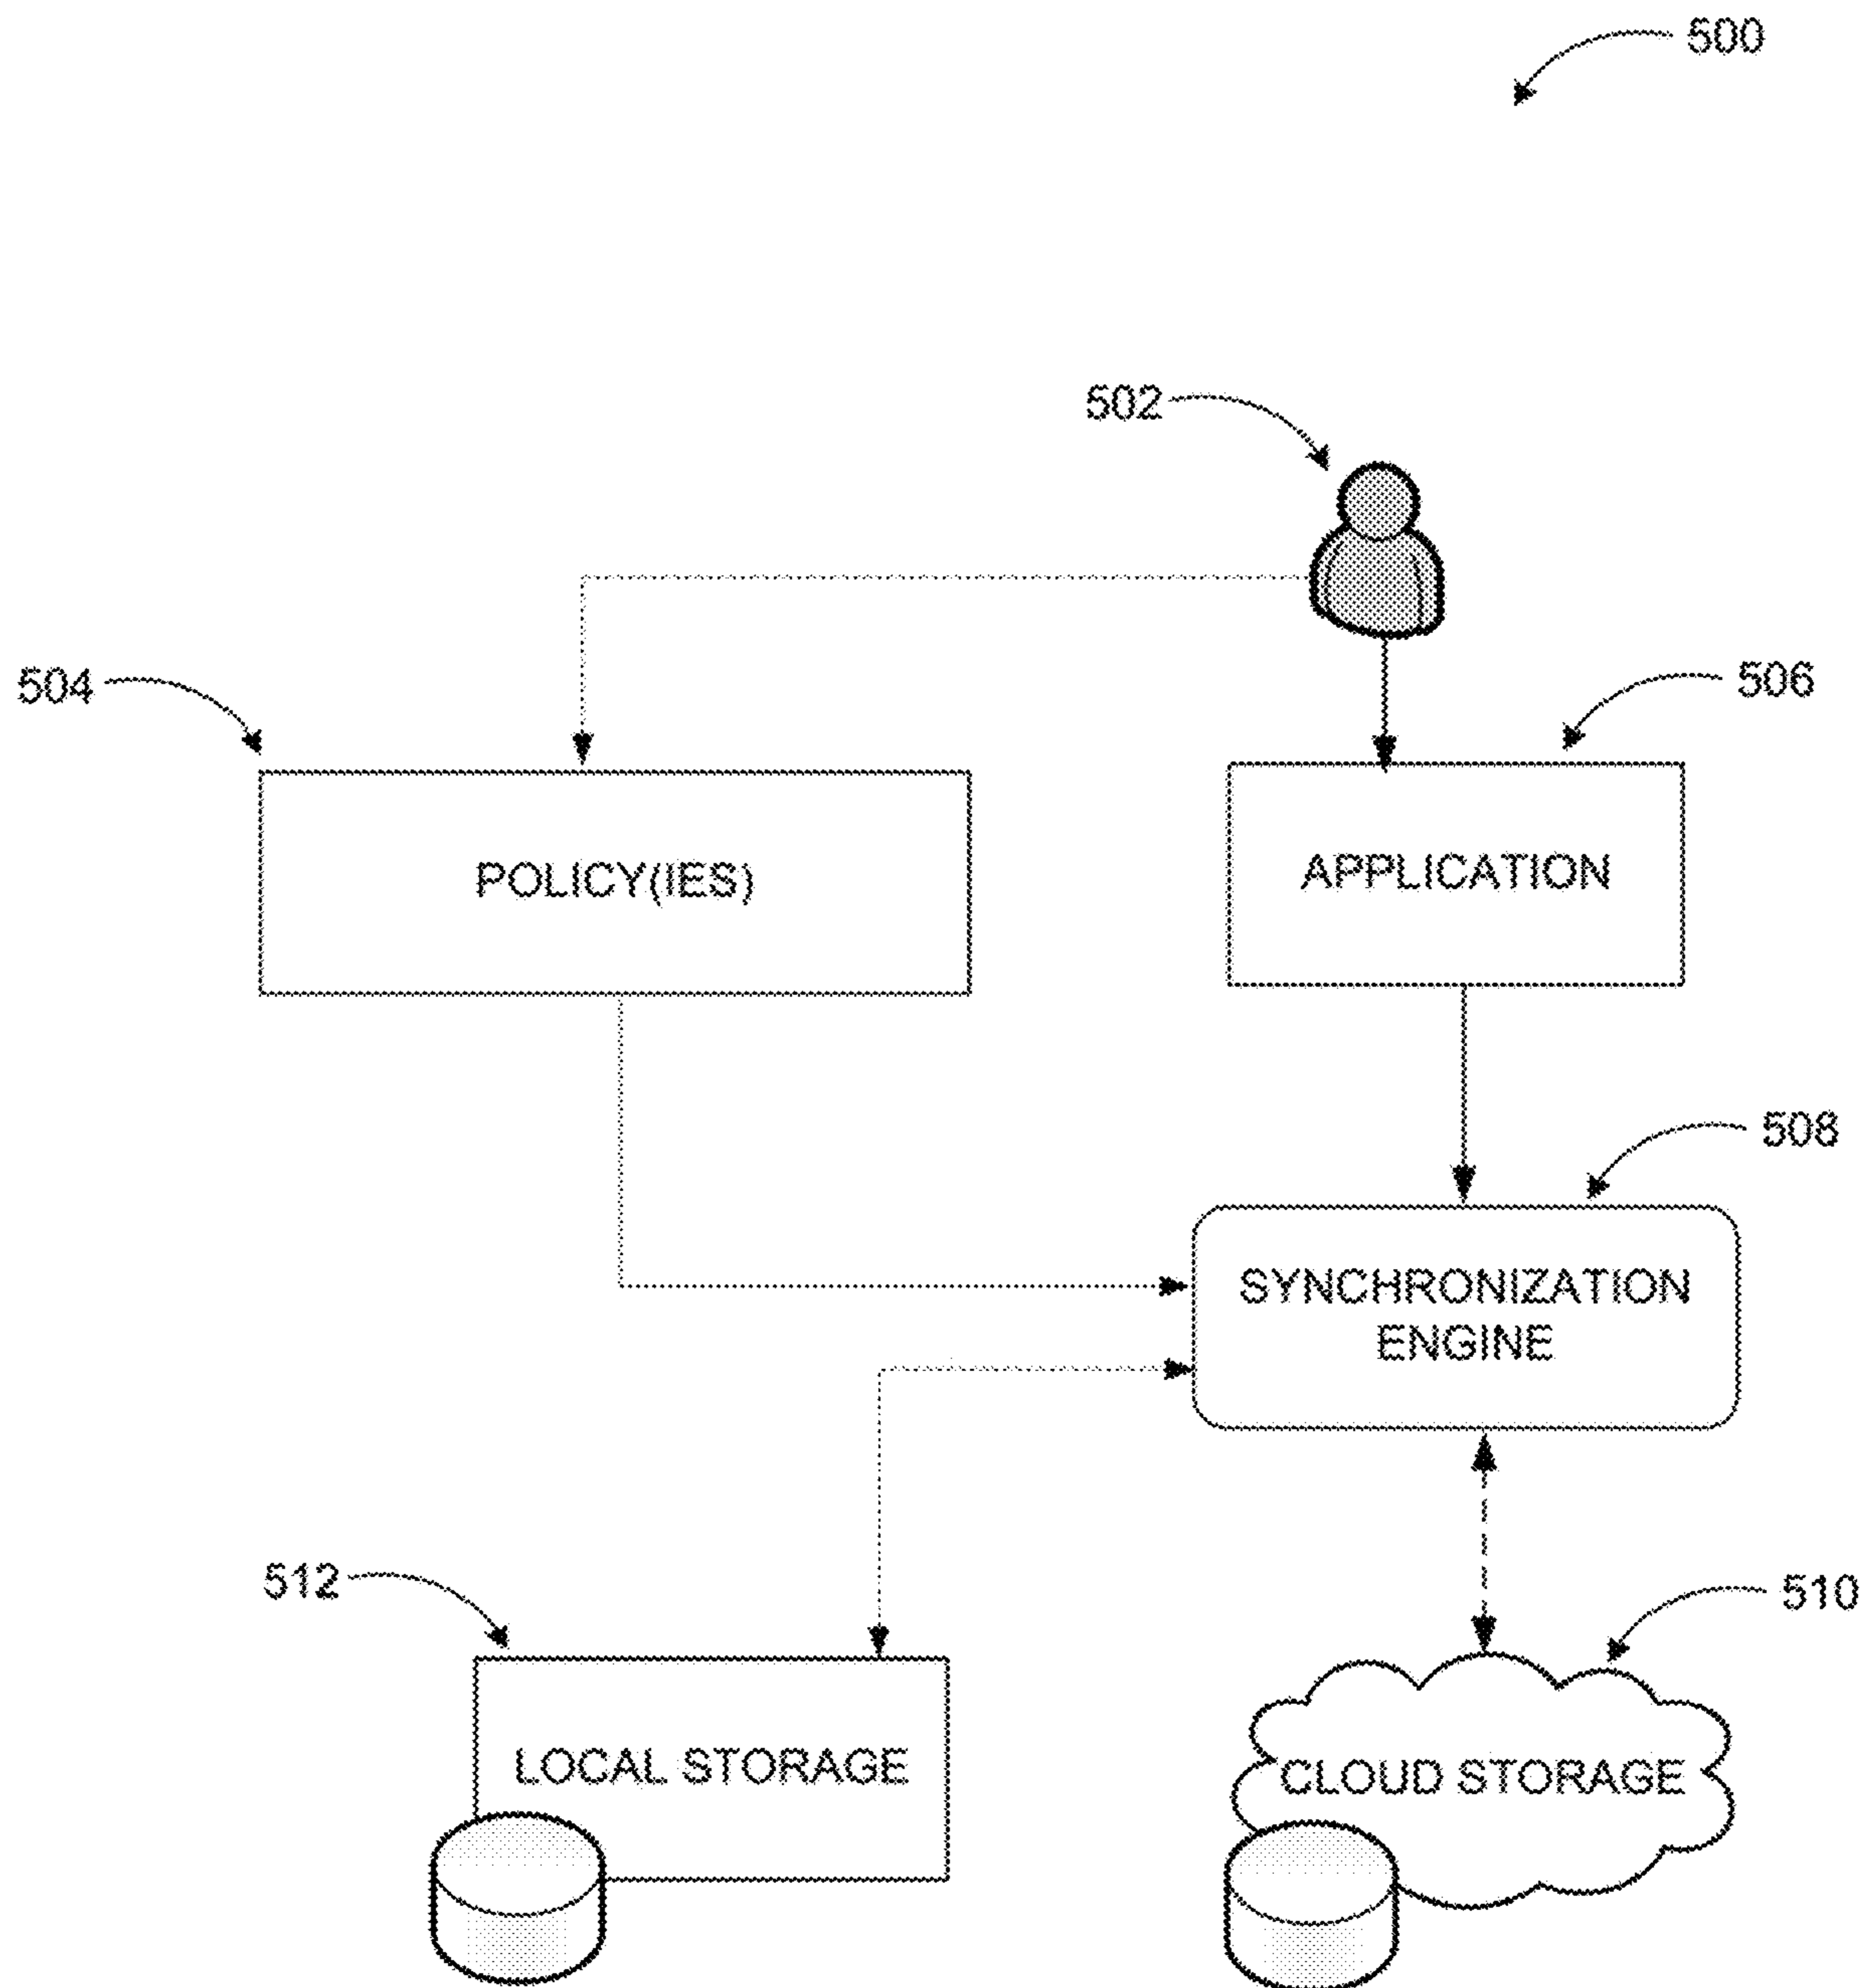 500
502
504
506
POLICY(IES)
APPLICATION
508
SYNCHRONIZATION
ENGINE
512
510
LOCAL STORAGE
CLOUD STORAGE